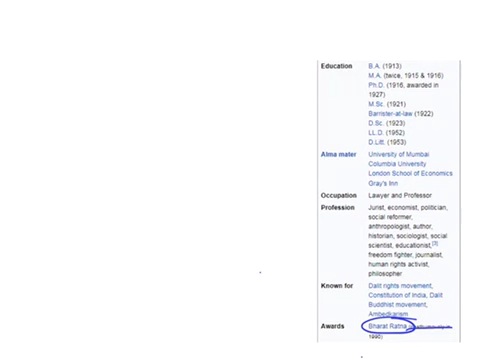 Education B.A. (1913)
M.A. (twice, 1915 & 1916)
Ph.D. (1916, awarded in
1927)
M.Sc. (1921)
Barrister-at-law (1922)
D.Sc. (1923)
LL.D. (1952)
D.Litt. (1953)
Alma mater University of Mumbai
Columbia University
London School of Economics
Gray's Inn
Occupation Lawyer and Professor
Profession Jurist, economist, politician,
social reformer,
anthropologist, author,
historian, sociologist, social
scientist, educationist,[3]
freedom fighter, journalist,
human rights activist,
philosopher
Known for Dalit rights movement,
Constitution of India, Dalit
Buddhist movement,
Ambedkarism
Awards Bharat Ratna
1990)